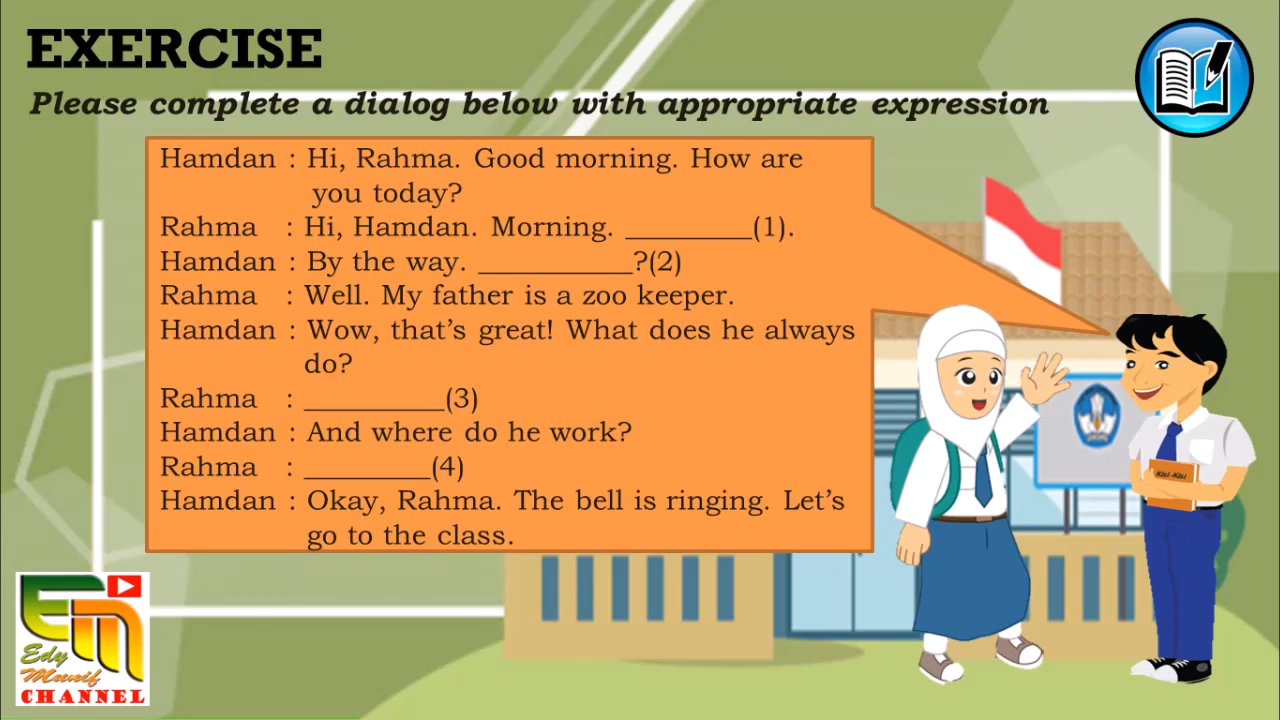 EXERCISE
Please complete a dialog below with appropriate expression
Hamdan : Hi, Rahma. Good morning. How are
you today?
Rahma : Hi, Hamdan. Morning. _________(1).
Hamdan : By the way. ___________?(2)
Rahma : Well. My father is a zoo keeper.
Hamdan : Wow, that's great! What does he always
do?
Rahma : __________(3)
Hamdan : And where do he work?
Rahma : _________(4)
Hamdan : Okay, Rahma. The bell is ringing. Let's
go to the class.
Kisi-Kisi
EM
Edy
Munif
CHANNEL